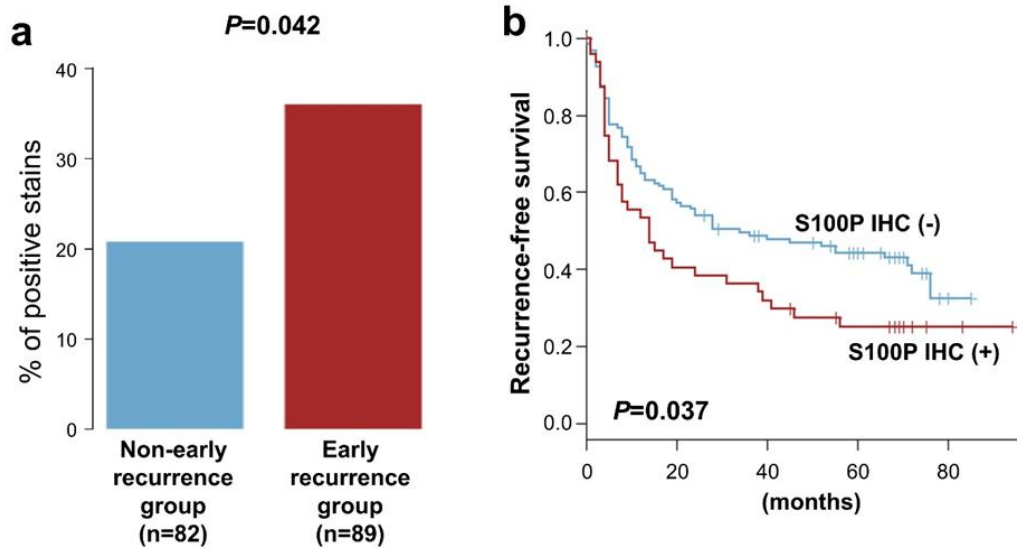 a
P=0.042
% of positive stains
40
30
20
10
0
Non-early
recurrence
group
(n=82)
Early
recurrence
group
(n=89)
b
Recurrence-free survival
1.0
0.8
0.6
0.4
0.2
0.0
S100P IHC (-)
S100P IHC (+)
P=0.037
0
20
40
60
80
(months)